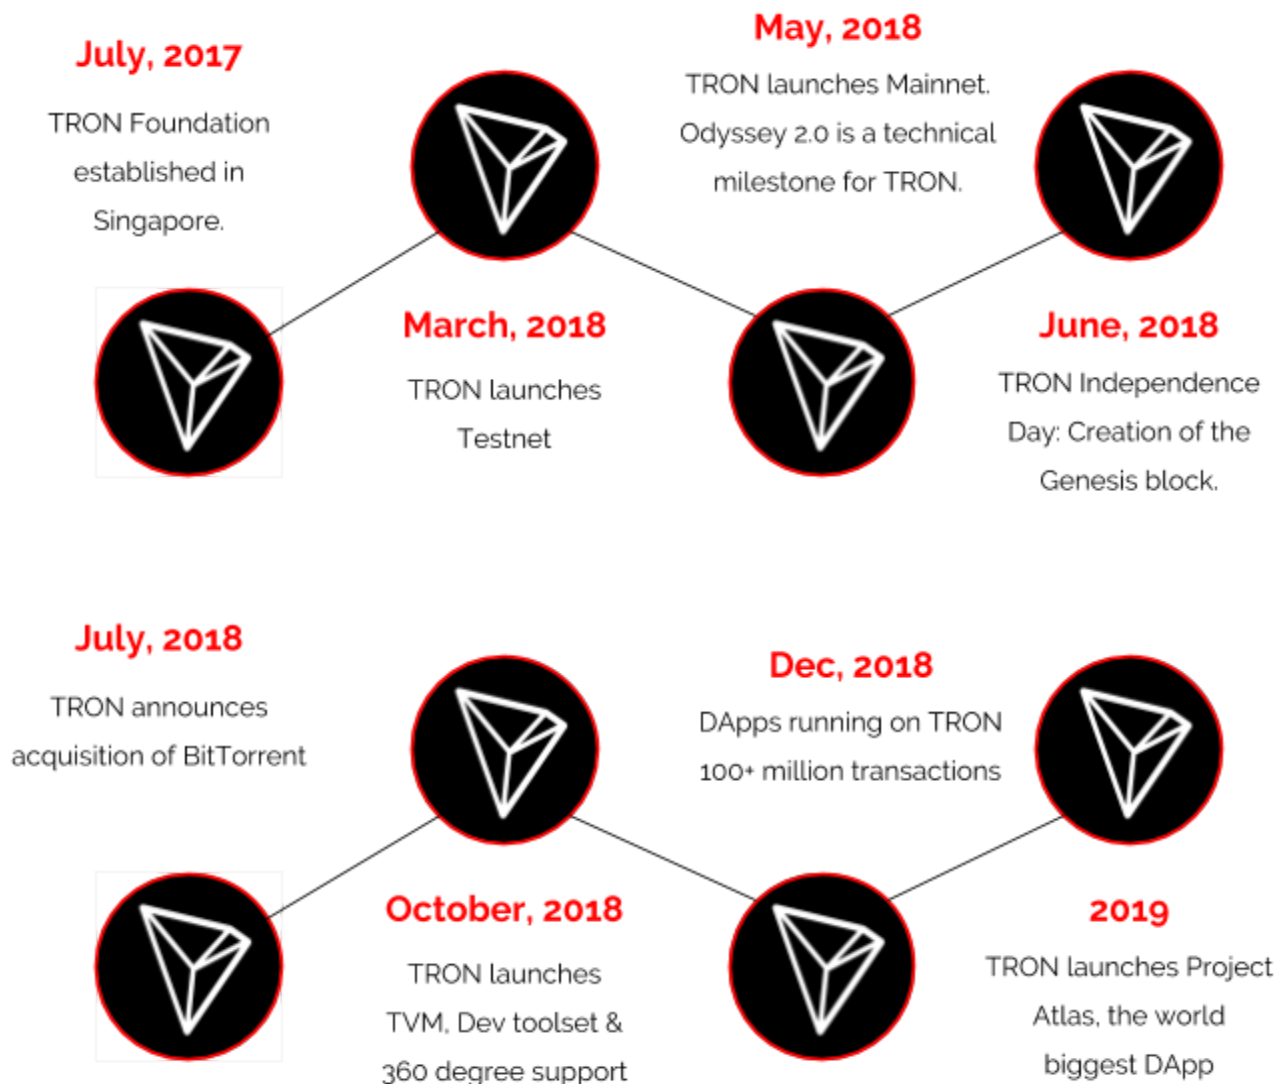 July, 2017
TRON Foundation
established in
Singapore.
March, 2018
TRON launches
Testnet
May, 2018
TRON launches Mainnet.
Odyssey 2.0 is a technical
milestone for TRON.
June, 2018
TRON Independence
Day: Creation of the
Genesis block.
July, 2018
TRON announces
acquisition of BitTorrent
October, 2018
TRON launches
TVM, Dev toolset &
360 degree support
Dec, 2018
DApps running on TRON
100+ million transactions
2019
TRON launches Project
Atlas, the world
biggest DApp